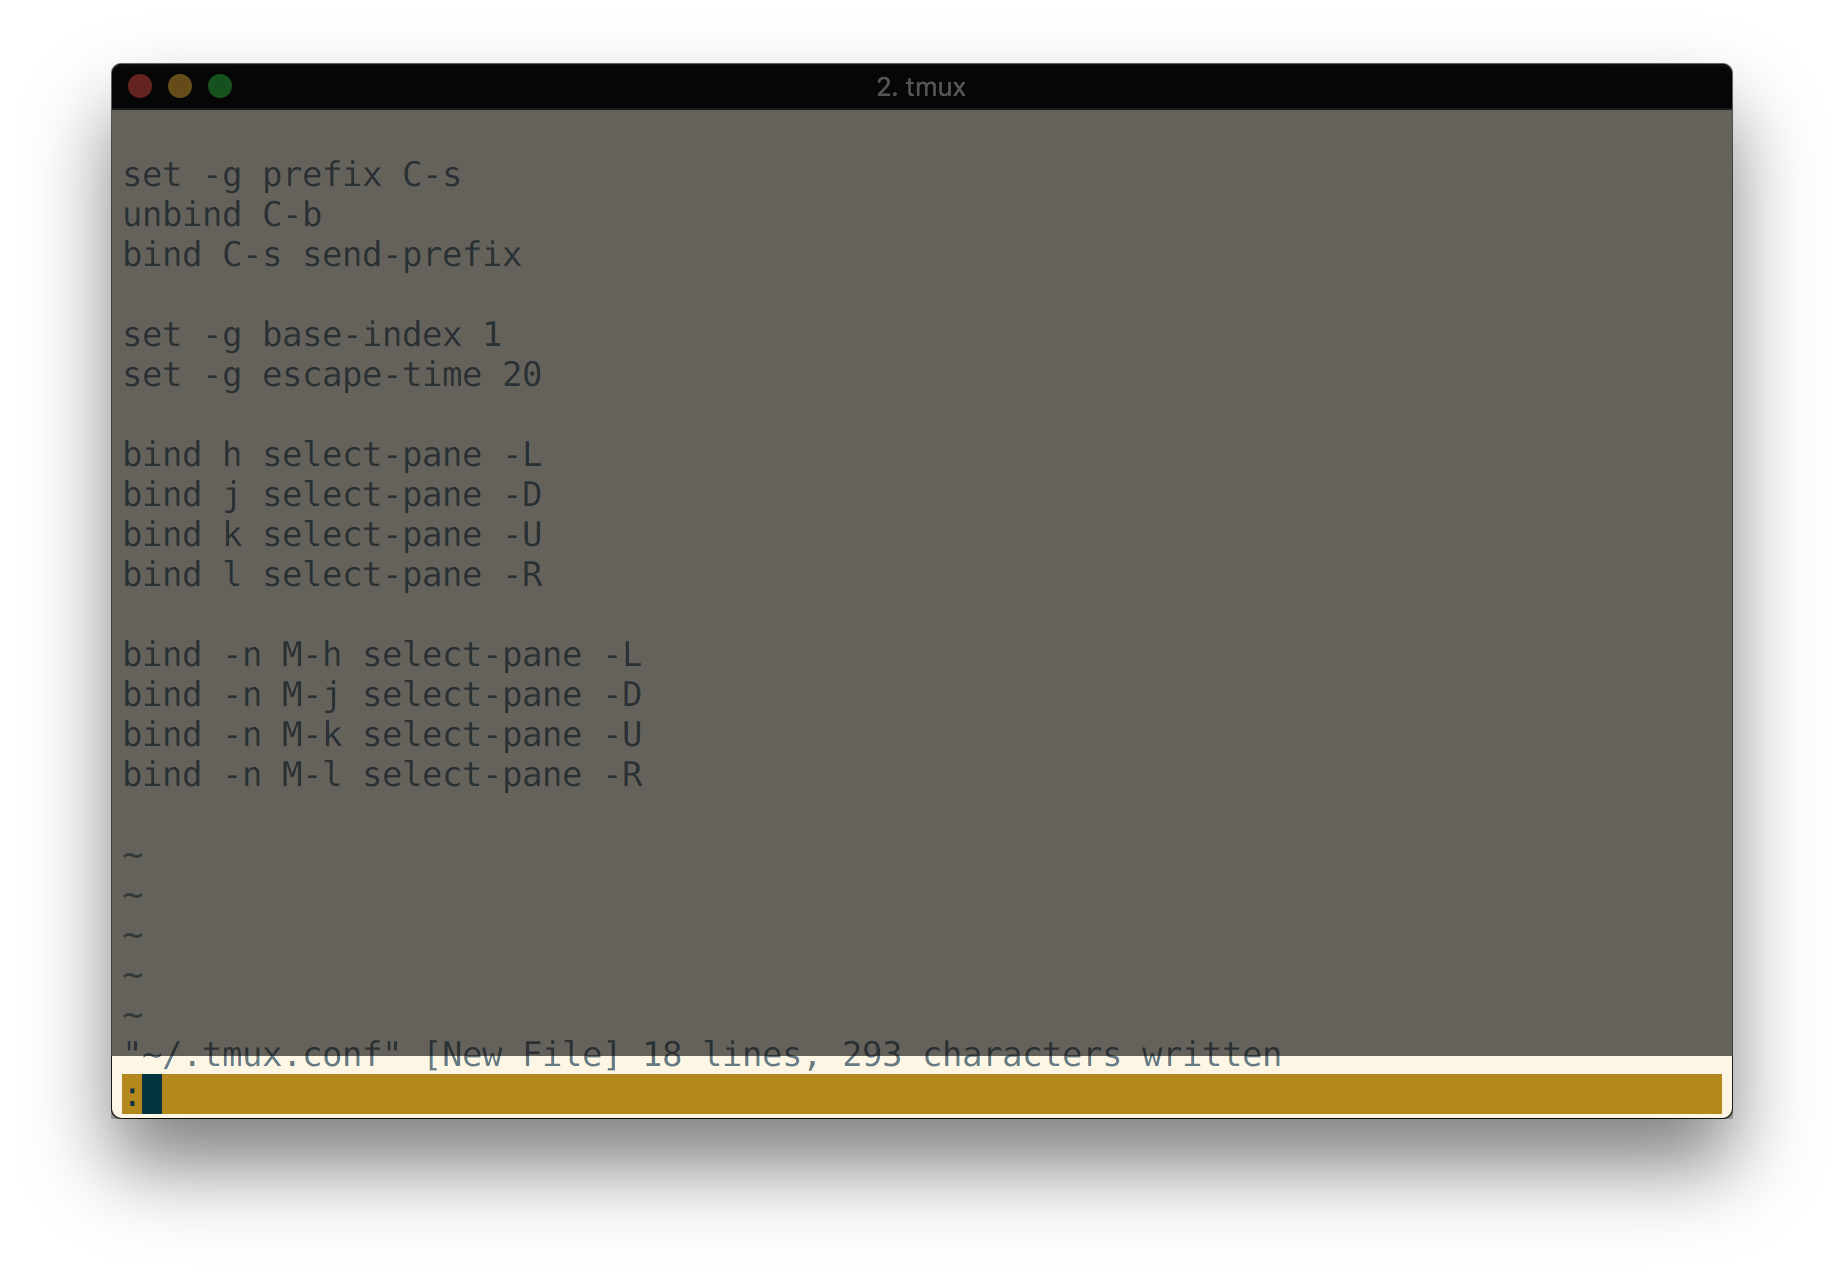 2. tmux
set -g prefix C-s
unbind C-b
bind C-s send-prefix
set -g base-index 1
set -g escape-time 20
bind h select-pane -L
bind j select-pane -D
bind k select-pane -U
bind l select-pane -R
bind -n M-h select-pane -L
bind -n M-j select-pane -D
bind -n M-k select-pane -U
bind -n M-l select-pane -R
~
~
~
~
~
"~/.tmux.conf" [New File] 18 lines, 293 characters written
: